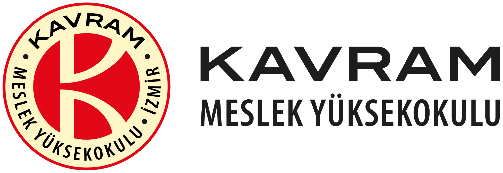 KAVRAM
MESLEK YÜKSEKOKULU • İZMİR
KAVRAM
MESLEK YÜKSEKOKULU